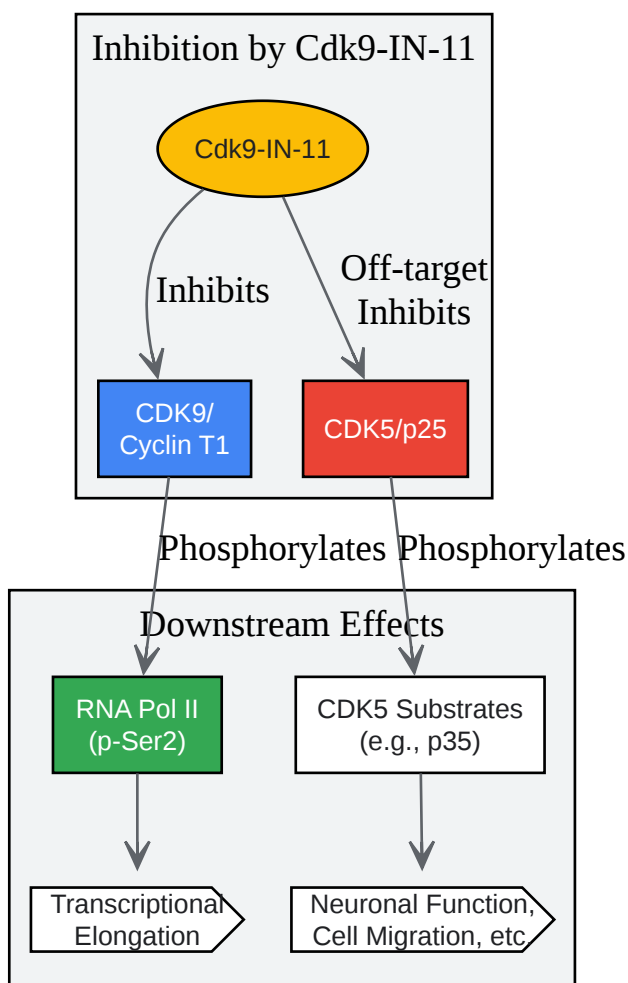 Inhibition by Cdk9-IN-11
Cdk9-IN-11
Inhibits
Off-target
Inhibits
CDK9/
Cyclin T1
CDK5/p25
Phosphorylates
Phosphorylates
Downstream Effects
RNA Pol II
(p-Ser2)
CDK5 Substrates
(e.g., p35)
Transcriptional
Elongation
Neuronal Function,
Cell Migration, etc.